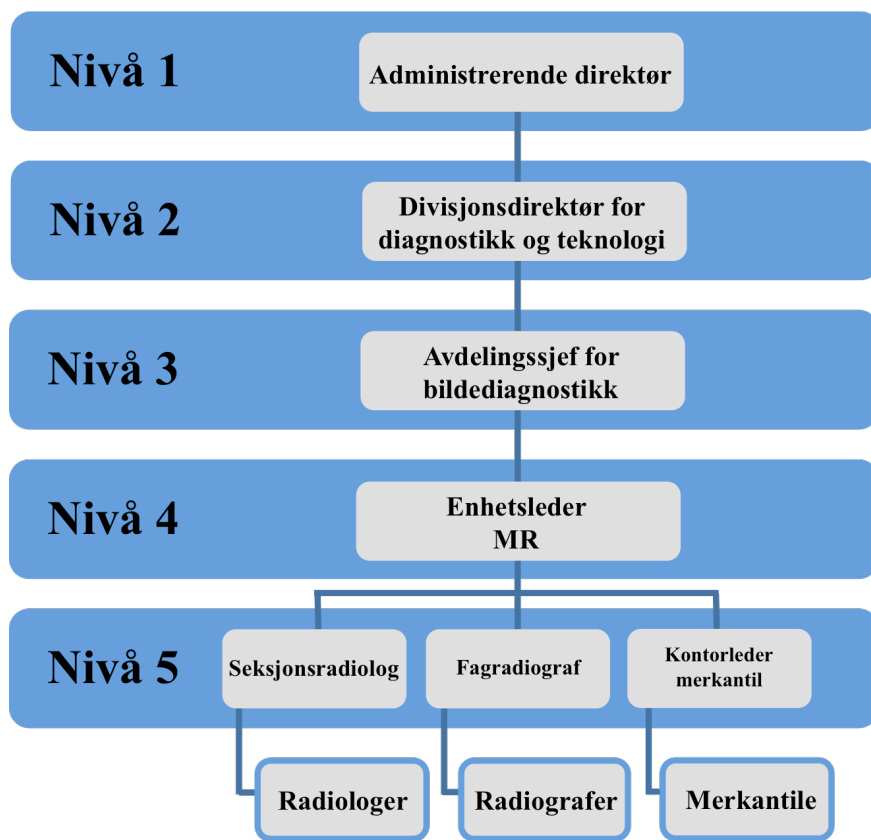 Nivå 1
Administrerende direktør
Nivå 2
Divisjonsdirektør for
diagnostikk og teknologi
Nivå 3
Avdelingssjef for
bildediagnostikk
Nivå 4
Enhetsleder
MR
Nivå 5
Seksjonsradiolog
Fagradiograf
Kontorleder
merkantil
Radiologer
Radiografer
Merkantile